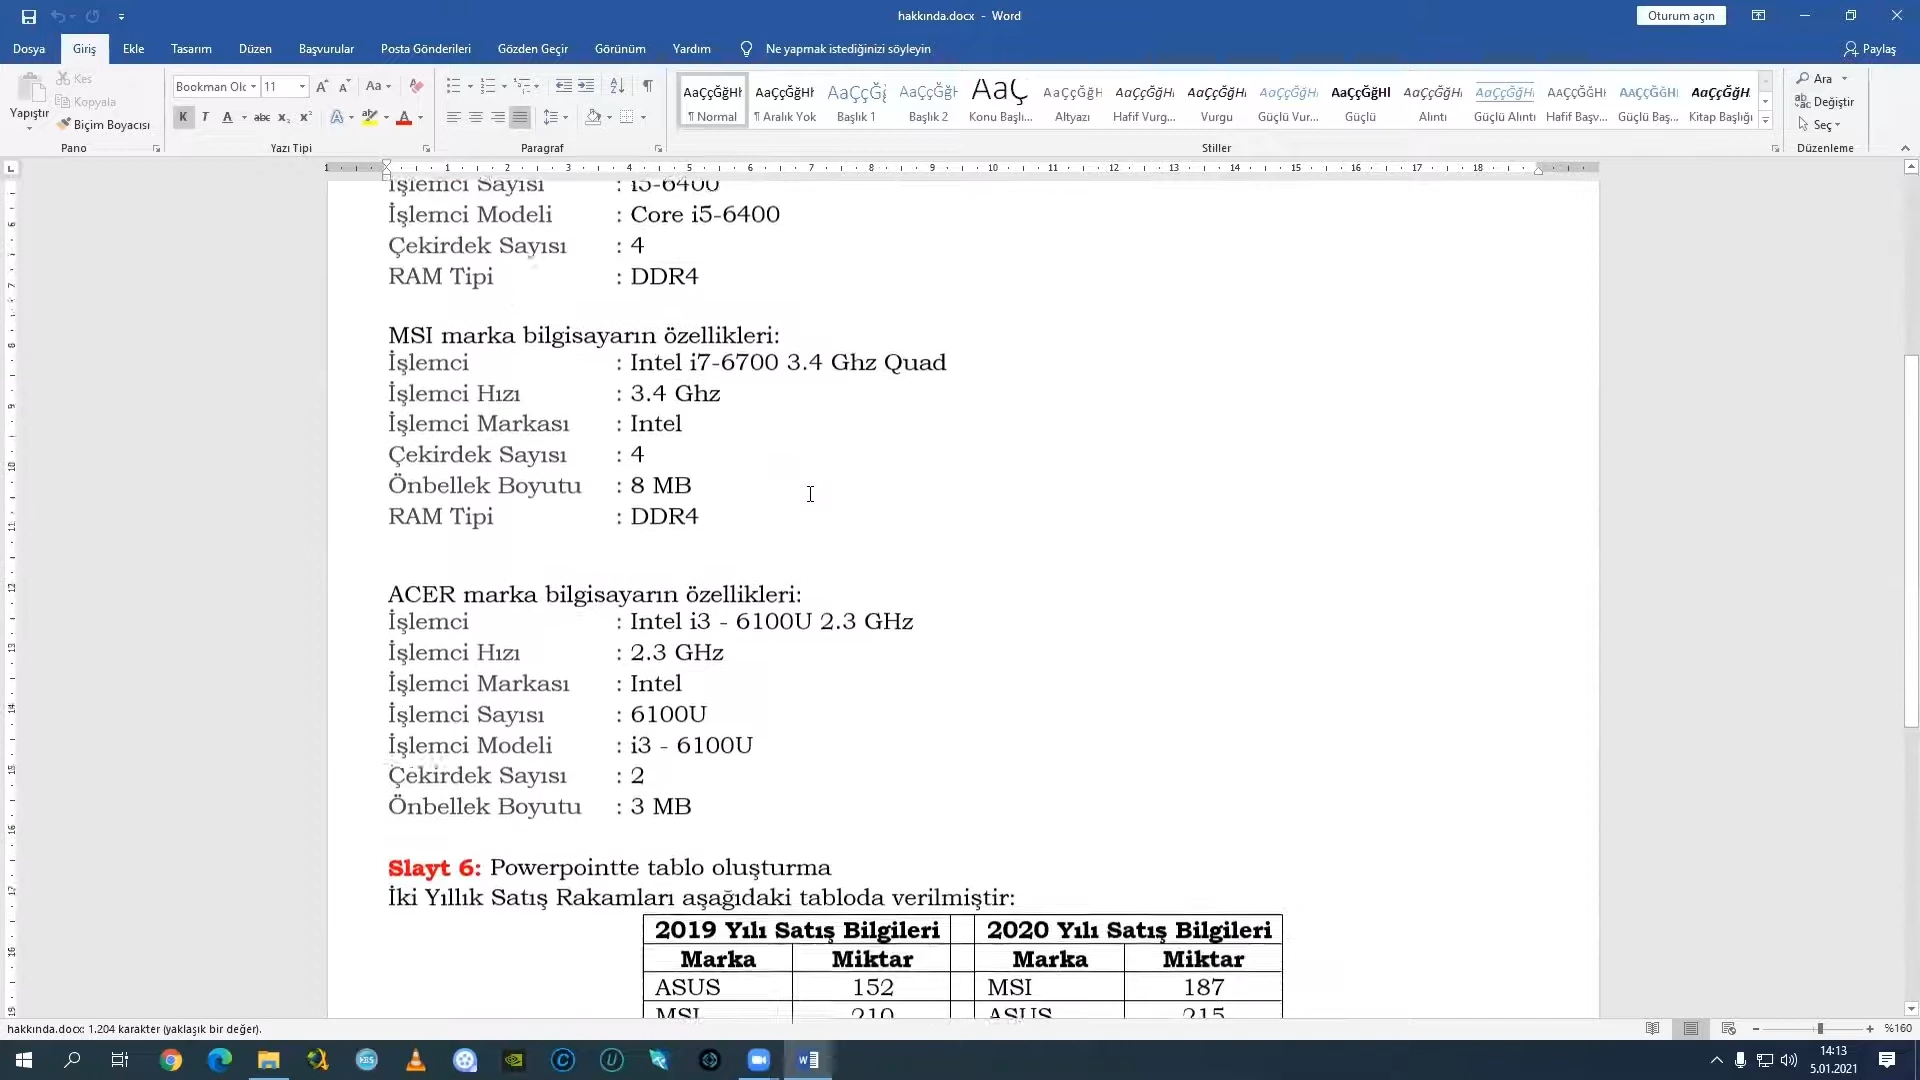 hakkında.docx - Word
Oturum açın
Dosya Giriş Ekle Tasarım Düzen Başvurular Posta Gönderileri Gözden Geçir Görünüm Yardım Ne yapmak istediğinizi söyleyin Paylaş
Yapıştır
Kes
Kopyala
Biçim Boyacısı
Pano
Bookman Olc 11
Yazı Tipi
Paragraf
¶ Normal ¶ Aralık Yok Başlık 1 Başlık 2 Konu Başlı... Altyazı Hafif Vurg... Vurgu Güçlü Vur... Güçlü Alıntı Güçlü Alıntı Hafif Başv... Güçlü Baş... Kitap Başlığı
Stiller
Ara
Değiştir
Seç
Düzenleme
İşlemci Sayısı : i5-6400
İşlemci Modeli : Core i5-6400
Çekirdek Sayısı : 4
RAM Tipi : DDR4
MSI marka bilgisayarın özellikleri:
İşlemci : Intel i7-6700 3.4 Ghz Quad
İşlemci Hızı : 3.4 Ghz
İşlemci Markası : Intel
Çekirdek Sayısı : 4
Önbellek Boyutu : 8 MB
RAM Tipi : DDR4
ACER marka bilgisayarın özellikleri:
İşlemci : Intel i3 - 6100U 2.3 GHz
İşlemci Hızı : 2.3 GHz
İşlemci Markası : Intel
İşlemci Sayısı : 6100U
İşlemci Modeli : i3 - 6100U
Çekirdek Sayısı : 2
Önbellek Boyutu : 3 MB
Slayt 6: Powerpointte tablo oluşturma
İki Yıllık Satış Rakamları aşağıdaki tabloda verilmiştir:
2019 Yılı Satış Bilgileri 2020 Yılı Satış Bilgileri
Marka Miktar Marka Miktar
ASUS 152 MSI 187
MSI 210 ASUS 215
hakkında.docx: 1.204 karakter (yaklaşık bir değer).
%160
14:13
5.01.2021